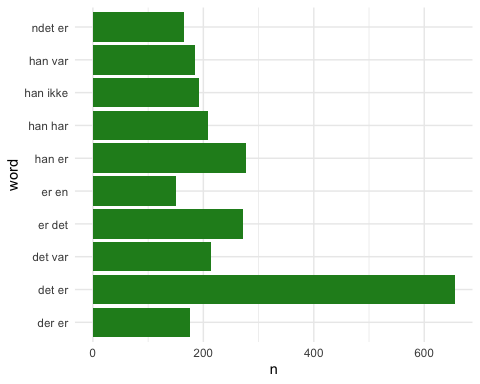 ndet er
han var
han ikke
han har
han er
er en
er det
det var
det er
der er
word
0 200 400 600
n